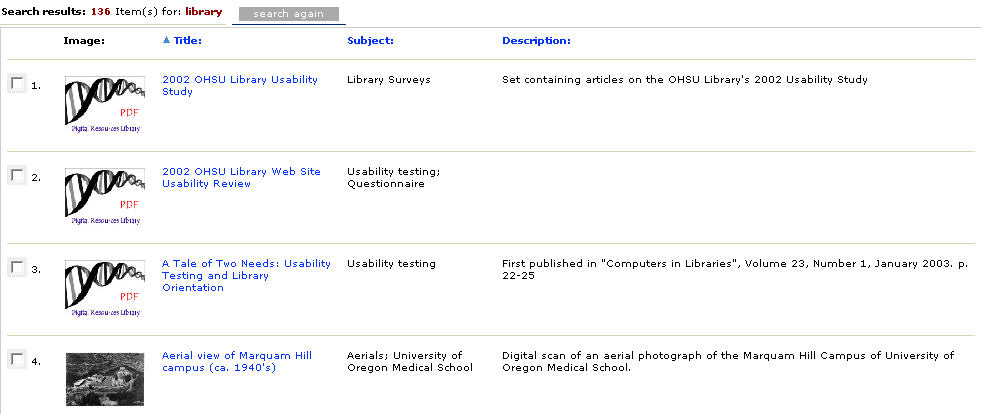 Search results: 136 Item(s) for: library
search again
Image:
Title:
Subject:
Description:
1.
PDF
Digital Resources Library
2002 OHSU Library Usability
Study
Library Surveys
Set containing articles on the OHSU Library's 2002 Usability Study
2.
PDF
Digital Resources Library
2002 OHSU Library Web Site
Usability Review
Usability testing;
Questionnaire
3.
PDF
Digital Resources Library
A Tale of Two Needs: Usability
Testing and Library
Orientation
Usability testing
First published in "Computers in Libraries", Volume 23, Number 1, January 2003. p.
22-25
4.
Aerial view of Marquam Hill
campus (ca. 1940's)
Aerials; University of
Oregon Medical School
Digital scan of an aerial photograph of the Marquam Hill Campus of University of
Oregon Medical School.